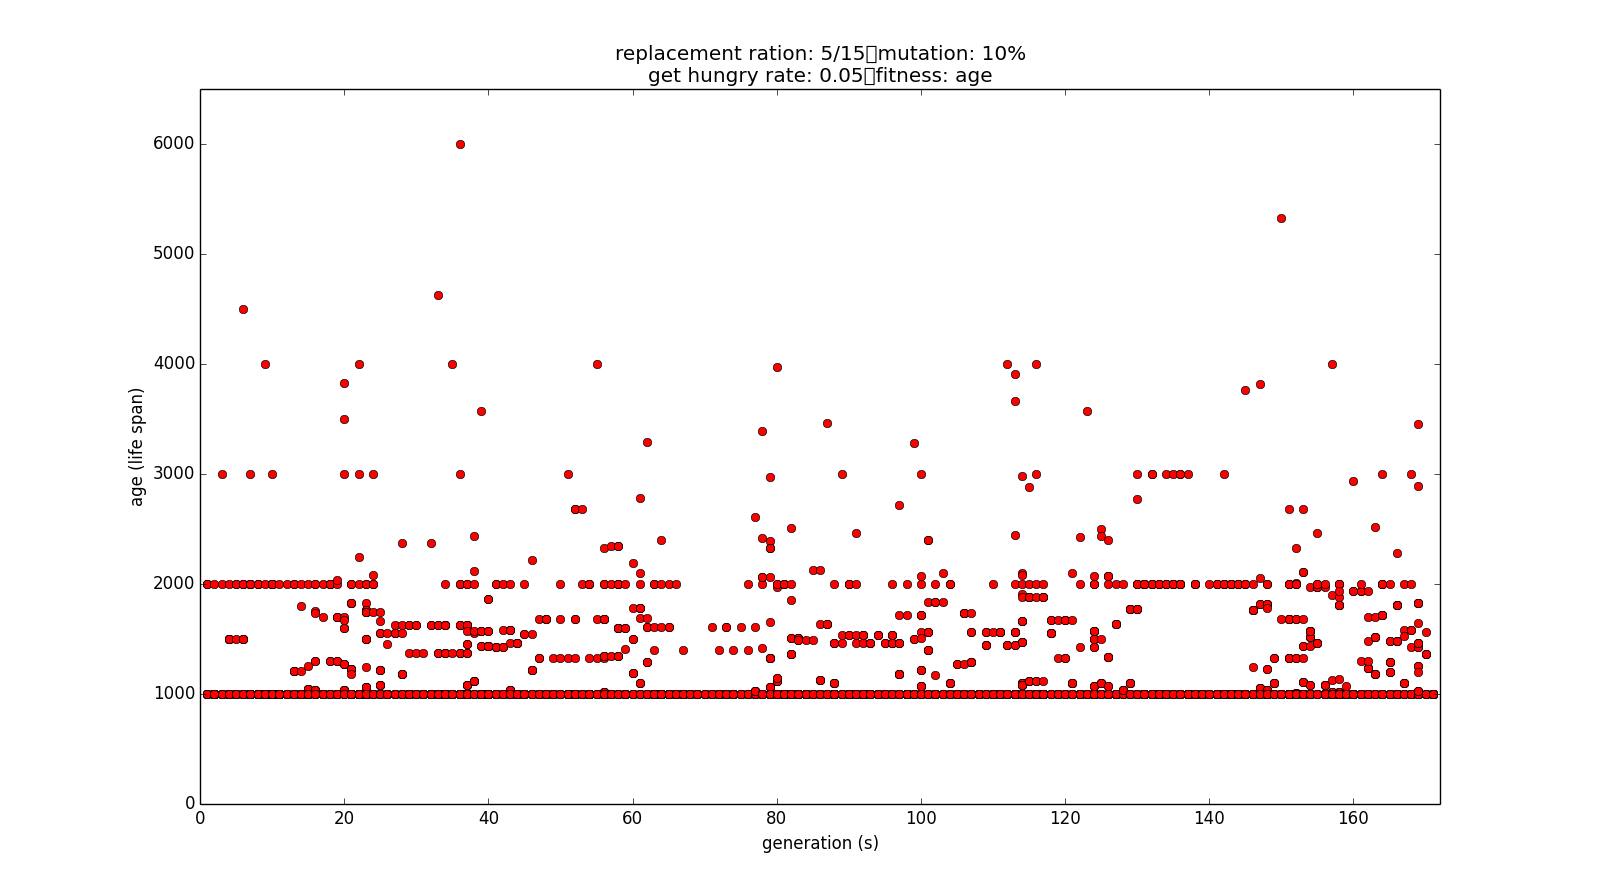 replacement ration: 5/15▯mutation: 10%
get hungry rate: 0.05▯fitness: age
6000
5000
4000
3000
2000
1000
0
age (life span)
0 20 40 60 80 100 120 140 160
generation (s)